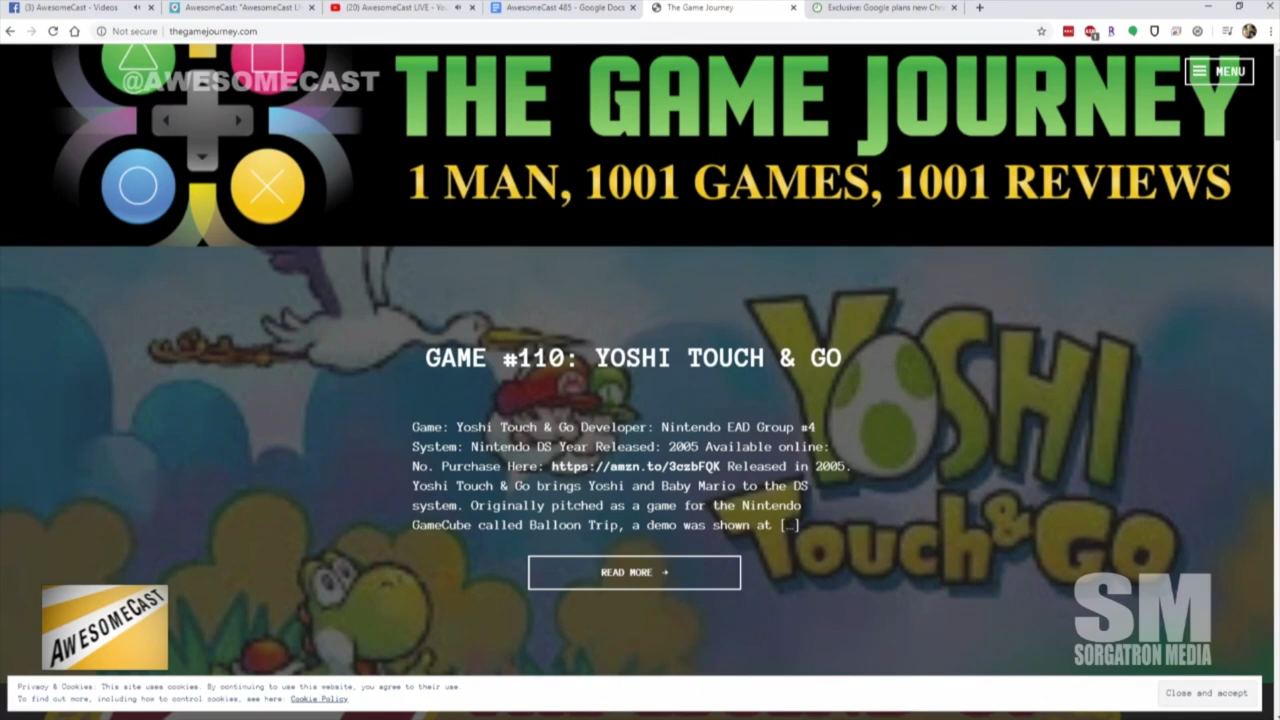 (3) AwesomeCast - Videos
AwesomeCast: "AwesomeCast L
(20) AwesomeCast LIVE - Yo
AwesomeCast 485 - Google Docs
The Game Journey
Exclusive: Google plans new Chr
Not secure | thegamejourney.com
@AWESOMECAST
THE GAME JOURNEY
MENU
1 MAN, 1001 GAMES, 1001 REVIEWS
GAME #110: YOSHI TOUCH & GO
Game: Yoshi Touch & Go Developer: Nintendo EAD Group #4
System: Nintendo DS Year Released: 2005 Available online:
No. Purchase Here: https://amzn.to/3czbFQK Released in 2005.
Yoshi Touch & Go brings Yoshi and Baby Mario to the DS
system. Originally pitched as a game for the Nintendo
GameCube called Balloon Trip, a demo was shown at […]
READ MORE →
YOSHI
Touch & Go
AWESOMECAST
SM
SORGATRON MEDIA
Privacy & Cookies: This site uses cookies. By continuing to use this website, you agree to their use.
To find out more, including how to control cookies, see here: Cookie Policy
Close and accept